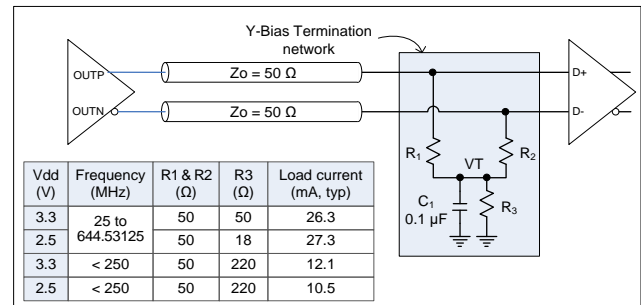 Y-Bias Termination
network
OUTP
OUTN
Zo = 50 Ω
Zo = 50 Ω
D+
D-
R1
R2
VT
C1
0.1 µF
R3
Vdd (V) Frequency (MHz) R1 & R2 (Ω) R3 (Ω) Load current (mA, typ)
3.3 25 to 644.53125 50 50 26.3
2.5 50 18 27.3
3.3 < 250 50 220 12.1
2.5 < 250 50 220 10.5